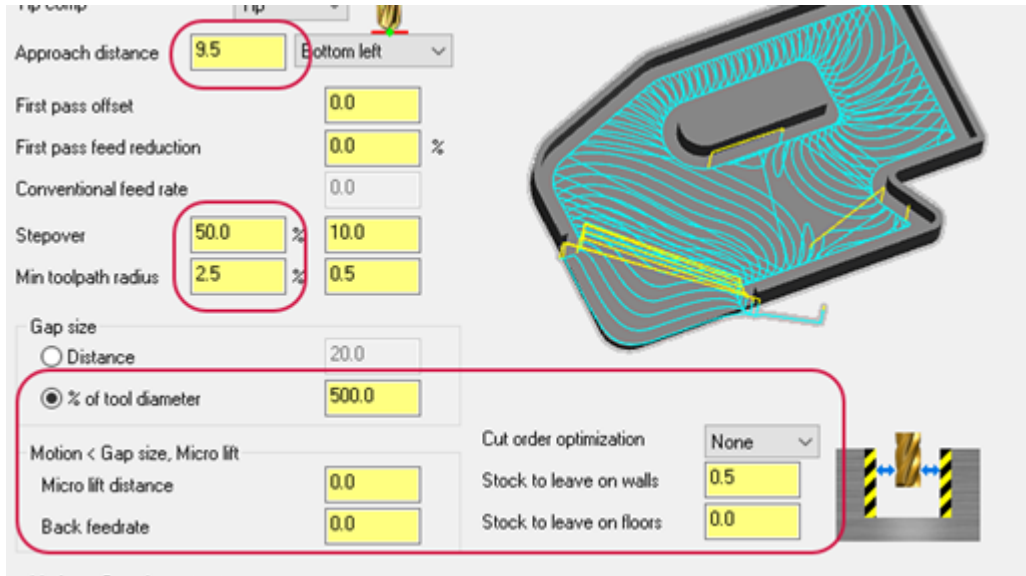 Tip comp Tip
Approach distance 9.5 Bottom left
First pass offset 0.0
First pass feed reduction 0.0 %
Conventional feed rate 0.0
Stepover 50.0 % 10.0
Min toolpath radius 2.5 % 0.5
Gap size
Distance 20.0
% of tool diameter 500.0
Motion < Gap size, Micro lift
Micro lift distance 0.0
Back feedrate 0.0
Cut order optimization None
Stock to leave on walls 0.5
Stock to leave on floors 0.0